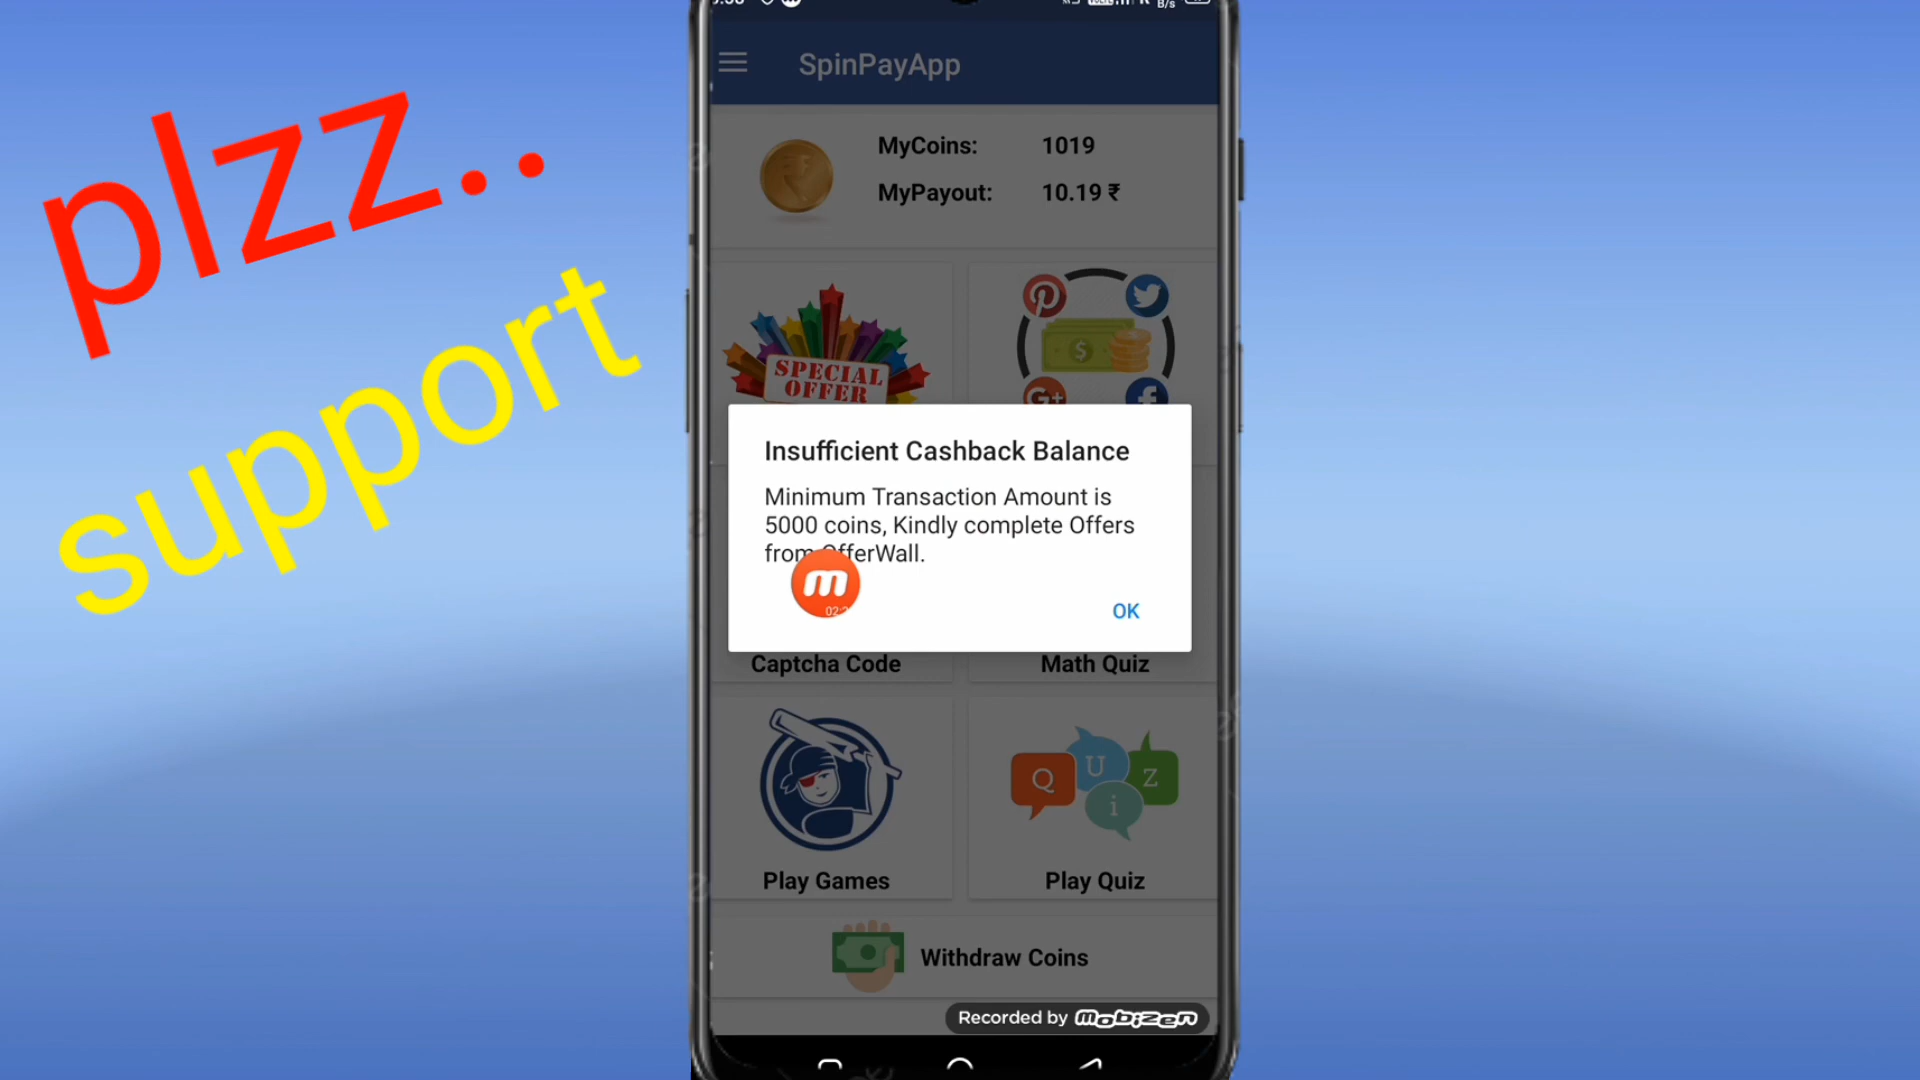 plzz..
support
SpinPayApp
MyCoins: 1019
MyPayout: 10.19 ₹
SPECIAL
OFFER
Insufficient Cashback Balance
Minimum Transaction Amount is
5000 coins, Kindly complete Offers
from OfferWall.
m
OK
Captcha Code
Math Quiz
Q U i Z
Play Games
Play Quiz
Withdraw Coins
Recorded by mobizen